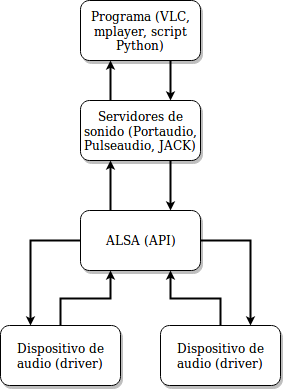 Programa (VLC,
mplayer, script
Python)
Servidores de
sonido (Portaudio,
Pulseaudio, JACK)
ALSA (API)
Dispositivo de
audio (driver)
Dispositivo de
audio (driver)